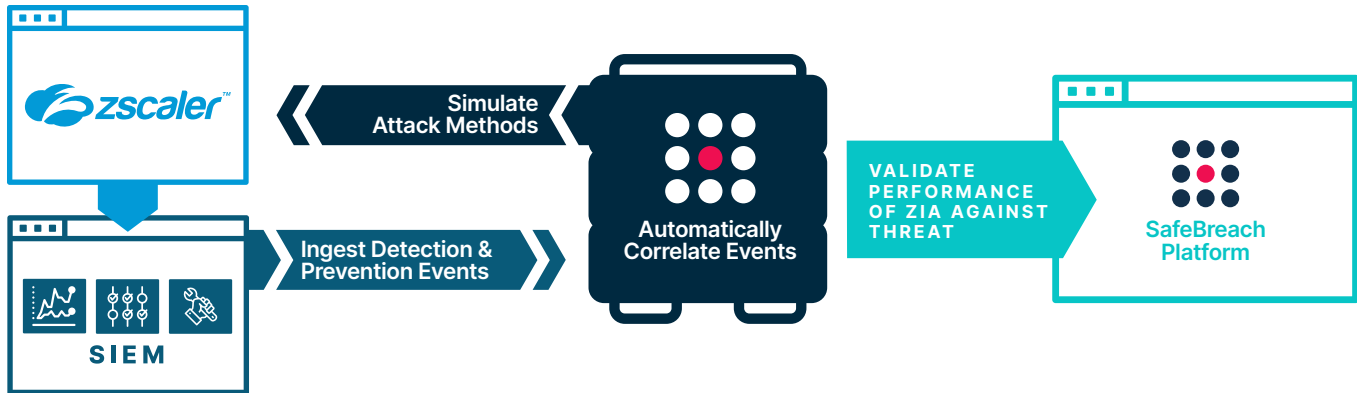 zscaler™
Simulate
Attack Methods
Automatically
Correlate Events
VALIDATE
PERFORMANCE
OF ZIA AGAINST
THREAT
SafeBreach
Platform
Ingest Detection &
Prevention Events
SIEM